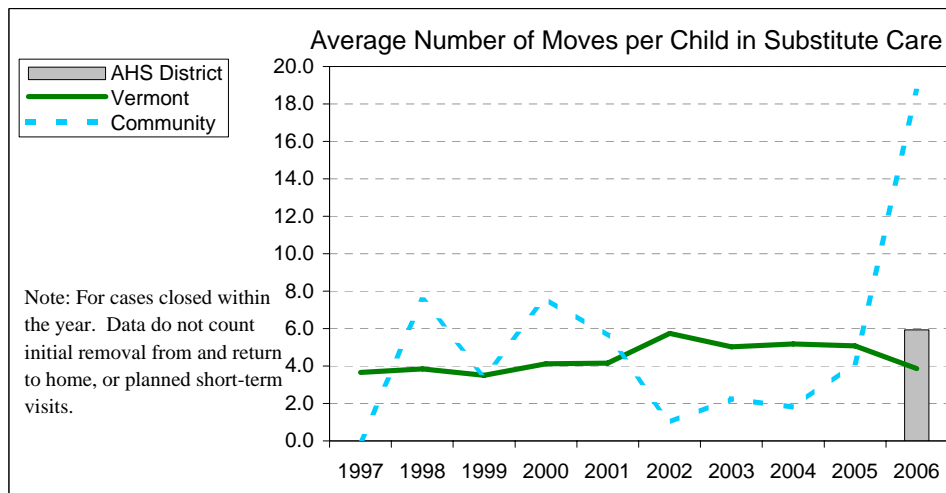 Average Number of Moves per Child in Substitute Care
AHS District
Vermont
Community
20.0
18.0
16.0
14.0
12.0
10.0
8.0
6.0
4.0
2.0
0.0
Note: For cases closed within
the year. Data do not count
initial removal from and return
to home, or planned short-term
visits.
1997 1998 1999 2000 2001 2002 2003 2004 2005 2006